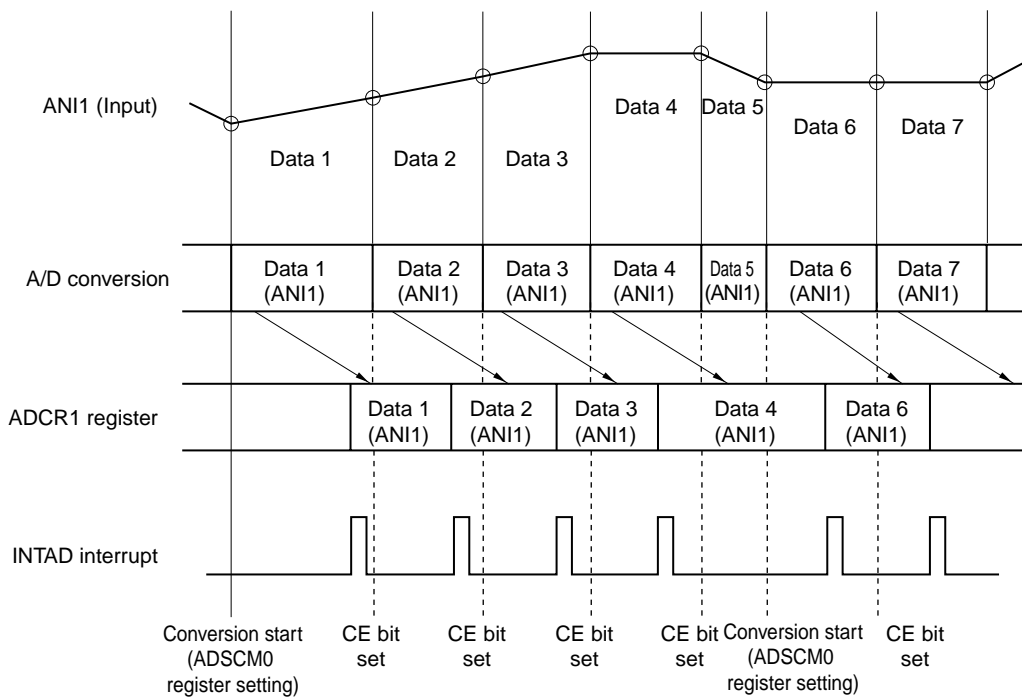 ANI1 (Input)
Data 1
Data 2
Data 3
Data 4
Data 5
Data 6
Data 7
A/D conversion
Data 1
(ANI1)
Data 2
(ANI1)
Data 3
(ANI1)
Data 4
(ANI1)
Data 5
(ANI1)
Data 6
(ANI1)
Data 7
(ANI1)
ADCR1 register
Data 1
(ANI1)
Data 2
(ANI1)
Data 3
(ANI1)
Data 4
(ANI1)
Data 6
(ANI1)
INTAD interrupt
Conversion start
(ADSCM0
register setting)
CE bit
set
CE bit
set
CE bit
set
CE bit
set
Conversion start
(ADSCM0
register setting)
CE bit
set